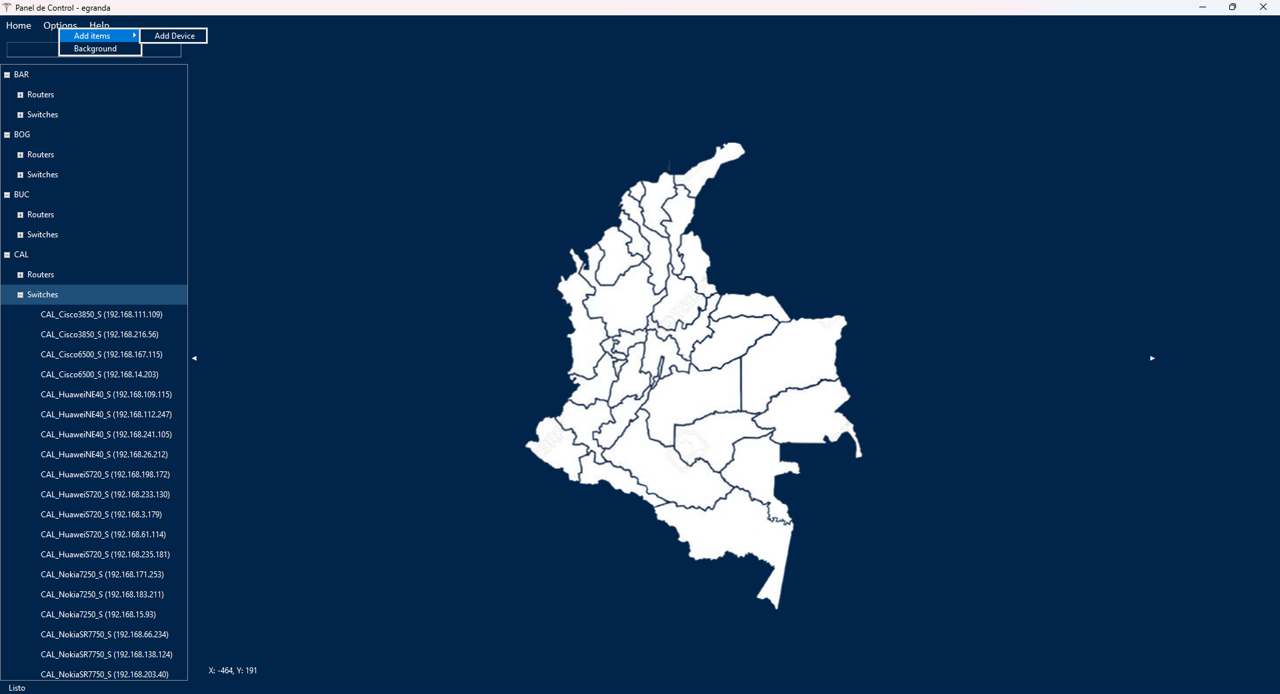 Panel de Control - egranda
Home Options Help
Add items Add Device
Background
BAR
Routers
Switches
BOG
Routers
Switches
BUC
Routers
Switches
CAL
Routers
Switches
CAL_Cisco3850_S (192.168.111.109)
CAL_Cisco3850_S (192.168.216.56)
CAL_Cisco6500_S (192.168.167.115)
CAL_Cisco6500_S (192.168.14.203)
CAL_HuaweiNE40_S (192.168.109.115)
CAL_HuaweiNE40_S (192.168.112.247)
CAL_HuaweiNE40_S (192.168.241.105)
CAL_HuaweiNE40_S (192.168.26.212)
CAL_HuaweiS720_S (192.168.198.172)
CAL_HuaweiS720_S (192.168.233.130)
CAL_HuaweiS720_S (192.168.3.179)
CAL_HuaweiS720_S (192.168.61.114)
CAL_HuaweiS720_S (192.168.235.181)
CAL_Nokia7250_S (192.168.171.253)
CAL_Nokia7250_S (192.168.183.211)
CAL_Nokia7250_S (192.168.15.93)
CAL_NokiaSR7750_S (192.168.66.234)
CAL_NokiaSR7750_S (192.168.138.124)
CAL_NokiaSR7750_S (192.168.203.40)
X: -464, Y: 191
Listo